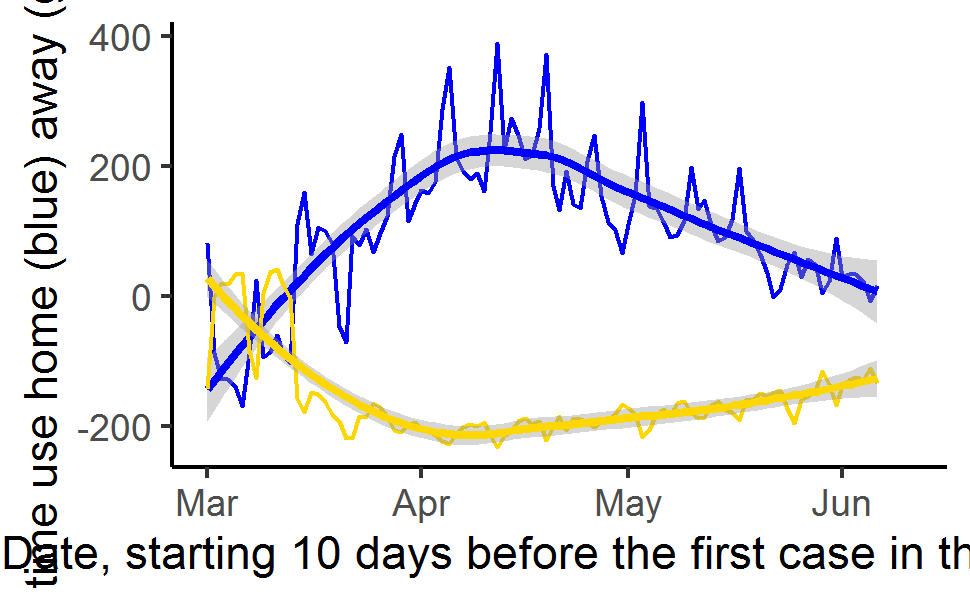 time use home (blue) away (
400
200
0
-200
Mar Apr May Jun
Date, starting 10 days before the first case in th